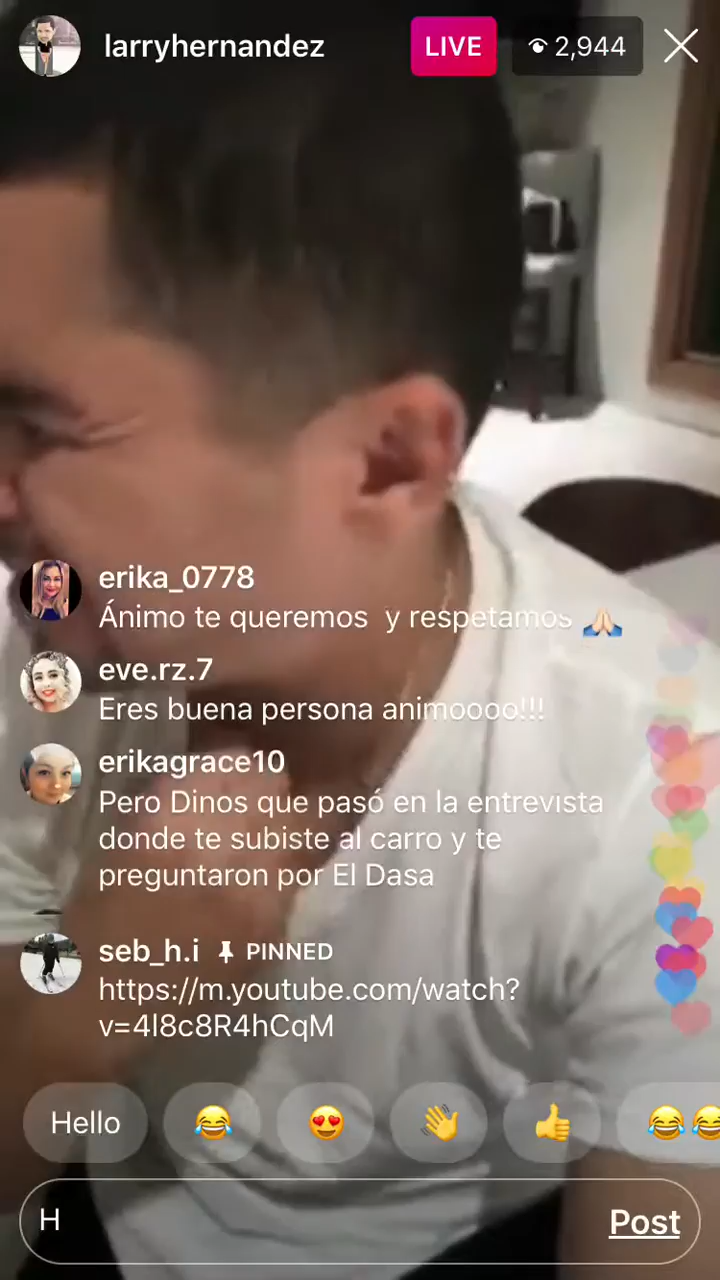 larryhernandez LIVE 2,944
erika_0778
Ánimo te queremos y respetamos 🙏🏻
eve.rz.7
Eres buena persona animoooo!!!
erikagrace10
Pero Dinos que pasó en la entrevista
donde te subiste al carro y te
preguntaron por El Dasa
seb_h.i PINNED
https://m.youtube.com/watch?
v=4l8c8R4hCqM
Hello 😂 😍 👋 👍 😂😂
H Post